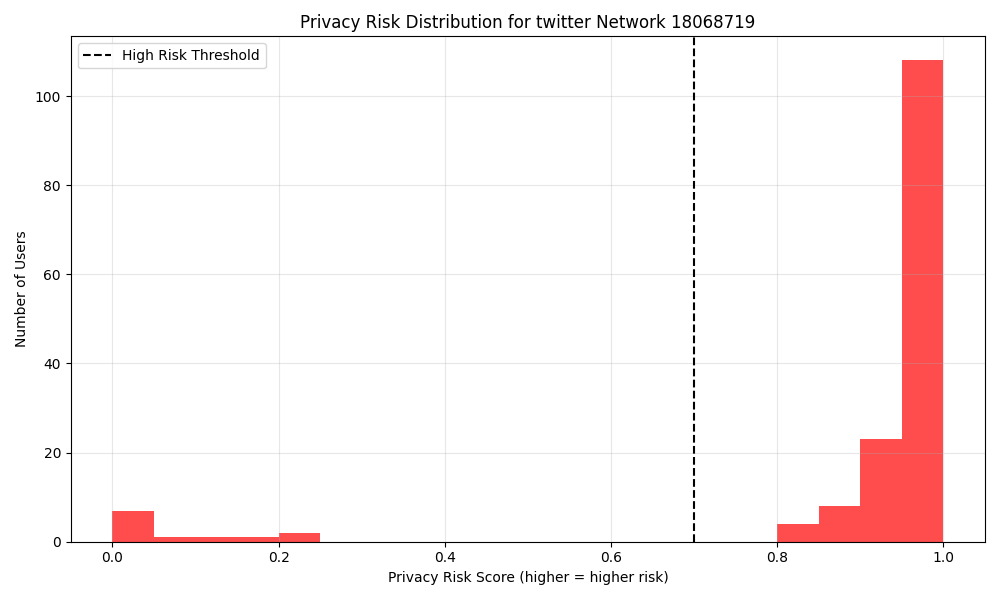 Privacy Risk Distribution for twitter Network 18068719
High Risk Threshold
100
80
60
40
20
0
Number of Users
0.0 0.2 0.4 0.6 0.8 1.0
Privacy Risk Score (higher = higher risk)